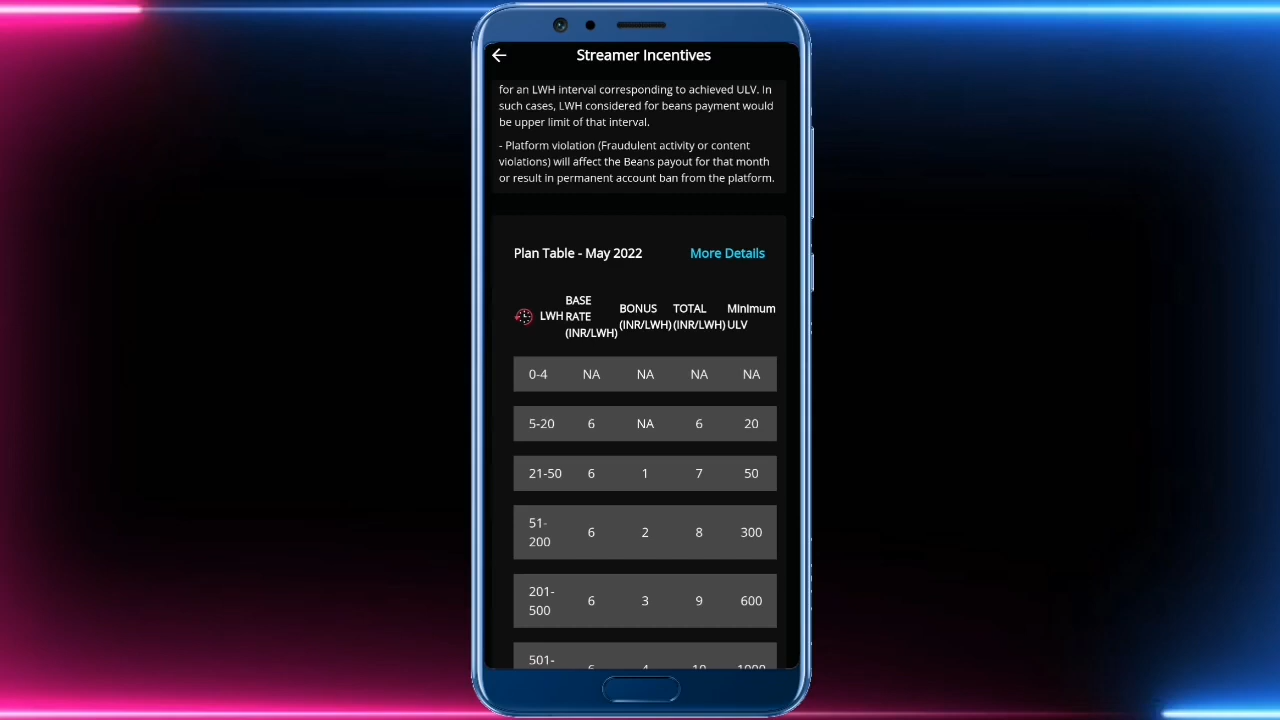 Streamer Incentives
for an LWH interval corresponding to achieved ULV. In
such cases, LWH considered for beans payment would
be upper limit of that interval.
- Platform violation (Fraudulent activity or content
violations) will affect the Beans payout for that month
or result in permanent account ban from the platform.
Plan Table - May 2022 More Details
LWH BASE RATE (INR/LWH) BONUS (INR/LWH) TOTAL (INR/LWH) Minimum ULV
0-4 NA NA NA NA
5-20 6 NA 6 20
21-50 6 1 7 50
51-200 6 2 8 300
201-500 6 3 9 600
501- 6 4 10 1000